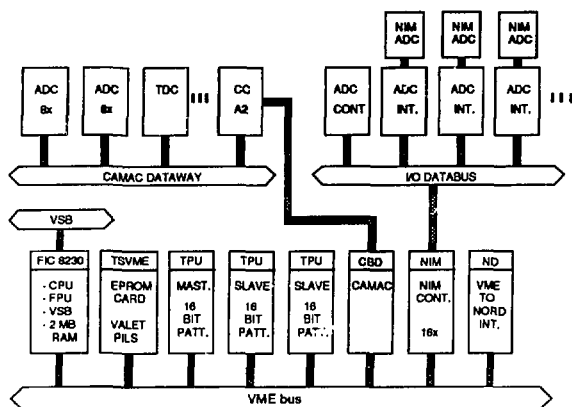 NIM
ADC
NIM
ADC
NIM
ADC
ADC
8x
ADC
8x
TDC
CC
A2
ADC
CONT
ADC
INT.
ADC
INT.
ADC
INT.
CAMAC DATAWAY
I/O DATABUS
VSB
FIC 8230
- CPU
- FPU
- VSB
- 2 MB
RAM
TSVME
EPROM
CARD
VALET
PILS
TPU
MAST.
16
BIT
PATT.
TPU
SLAVE
16
BIT
PATT.
TPU
SLAVE
16
BIT
PATT.
CBD
CAMAC
NIM
NIM
CONT.
16x
ND
VME
TO
NORD
INT.
VME bus